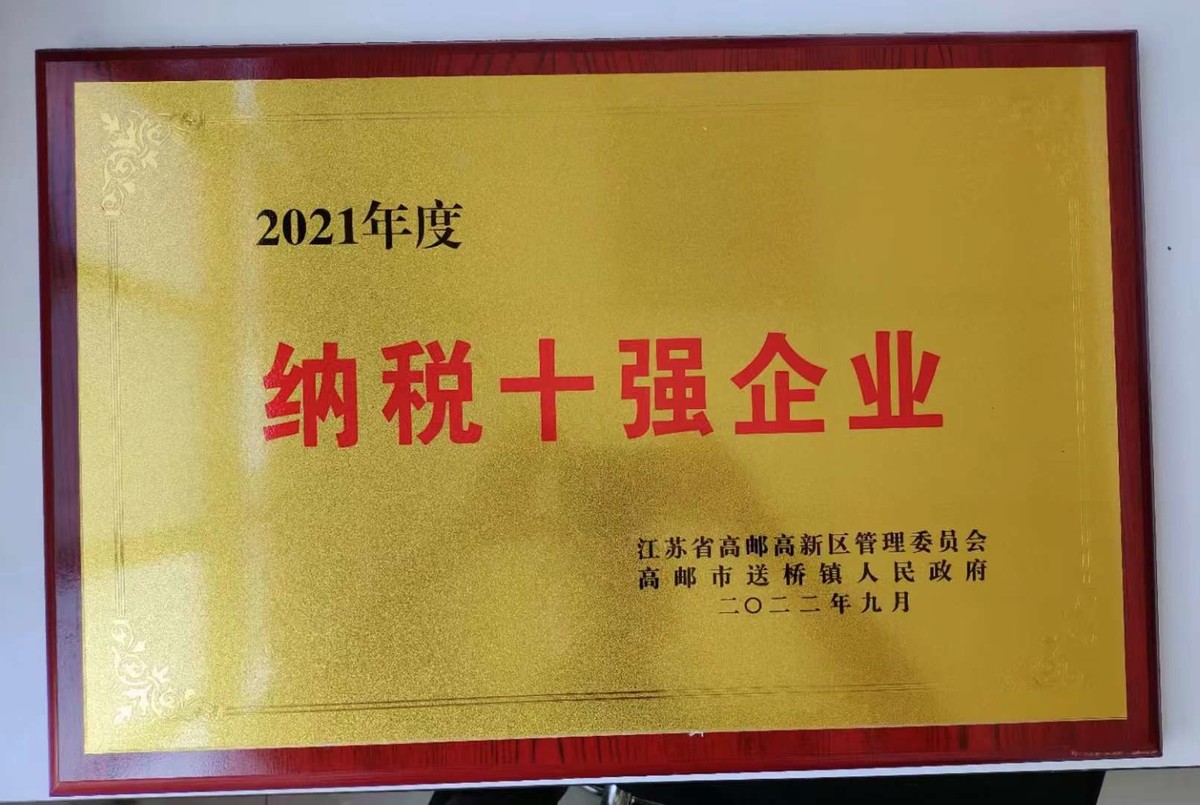 2021年度
纳税十强企业
江苏省高邮高新区管理委员会
高邮市送桥镇人民政府
二〇二二年九月